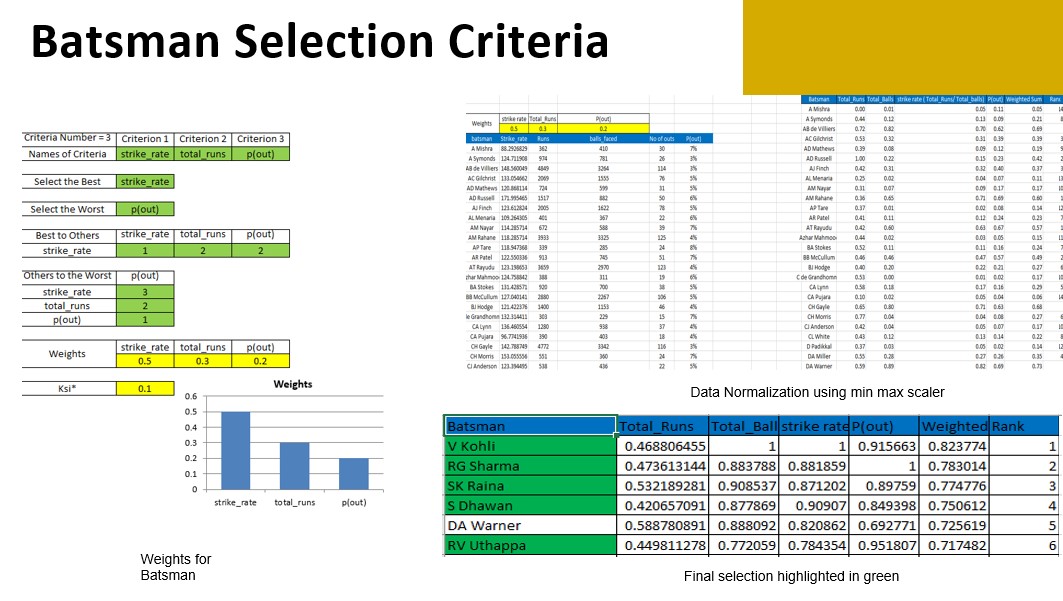 Batsman Selection Criteria
Criteria Number = 3 Criterion 1 Criterion 2 Criterion 3
Names of Criteria strike_rate total_runs p(out)
Select the Best strike_rate
Select the Worst p(out)
Best to Others strike_rate total_runs p(out)
strike_rate 1 2 2
Others to the Worst p(out)
strike_rate 3
total_runs 2
p(out) 1
Weights strike_rate total_runs p(out)
0.5 0.3 0.2
Ksi* 0.1
Weights
0.6
0.5
0.4
0.3
0.2
0.1
0
strike_rate total_runs p(out)
Weights for
Batsman
Weights strike rate Total_Runs P(out)
0.5 0.3 0.2
batsman Strike_rate Runs balls_faced No of outs P(out)
A Mishra 88.2926829 362 410 30 7%
A Symonds 124.711908 974 781 26 3%
AB de Villiers 148.560049 4849 3264 114 3%
AC Gilchrist 133.054662 2069 1555 76 5%
AD Mathews 120.868114 724 599 31 5%
AD Russell 171.995465 1517 882 50 6%
AJ Finch 123.612824 2005 1622 78 5%
AL Menaria 109.264305 401 367 22 6%
AM Nayar 114.285714 672 588 39 7%
AM Rahane 118.285714 3933 3325 125 4%
AP Tare 118.947368 339 285 24 8%
AR Patel 122.550336 913 745 51 7%
AT Rayudu 123.198653 3659 2970 123 4%
zhar Mahmoo 124.758842 388 311 19 6%
BA Stokes 131.428571 920 700 38 5%
BB McCullum 127.040141 2880 2267 106 5%
BJ Hodge 121.422376 1400 1153 46 4%
le Grandhomm 132.314411 303 229 15 7%
CA Lynn 136.460554 1280 938 37 4%
CA Pujara 96.7741936 390 403 18 4%
CH Gayle 142.788749 4772 3342 116 3%
CH Morris 153.055556 551 360 24 7%
CJ Anderson 123.394495 538 436 22 5%
Batsman Total_Runs Total_Balls strike rate ( Total_Runs/ Total_balls) P(out) Weighted Sum Rank
A Mishra 0.00 0.01 0.05 0.11 0.05
A Symonds 0.44 0.12 0.13 0.09 0.21
AB de Villiers 0.72 0.82 0.70 0.62 0.69
AC Gilchrist 0.53 0.32 0.31 0.39 0.39
AD Mathews 0.39 0.08 0.09 0.12 0.19
AD Russell 1.00 0.22 0.15 0.23 0.42
AJ Finch 0.42 0.31 0.32 0.40 0.37
AL Menaria 0.25 0.02 0.04 0.07 0.11
AM Nayar 0.31 0.07 0.09 0.17 0.17
AM Rahane 0.36 0.65 0.71 0.69 0.60
AP Tare 0.37 0.01 0.02 0.08 0.14
AR Patel 0.41 0.11 0.12 0.24 0.23
AT Rayudu 0.42 0.60 0.63 0.67 0.57
Azhar Mahmoo 0.44 0.02 0.03 0.05 0.15
BA Stokes 0.52 0.11 0.11 0.16 0.24
BB McCullum 0.46 0.46 0.47 0.57 0.49
BJ Hodge 0.40 0.20 0.22 0.21 0.27
C de Grandhomm 0.53 0.00 0.01 0.02 0.17
CA Lynn 0.58 0.18 0.17 0.16 0.29
CA Pujara 0.10 0.02 0.05 0.04 0.06
CH Gayle 0.65 0.80 0.71 0.63 0.68
CH Morris 0.77 0.04 0.04 0.08 0.27
CJ Anderson 0.42 0.04 0.05 0.07 0.17
CL White 0.43 0.12 0.13 0.14 0.22
D Padikkal 0.37 0.03 0.05 0.02 0.14
DA Miller 0.55 0.28 0.27 0.26 0.35
DA Warner 0.59 0.89 0.82 0.69 0.73
Data Normalization using min max scaler
Batsman Total_Runs Total_Ball strike rate P(out) Weighted Rank
V Kohli 0.468806455 1 1 0.915663 0.823774 1
RG Sharma 0.473613144 0.883788 0.881859 1 0.783014 2
SK Raina 0.532189281 0.908537 0.871202 0.89759 0.774776 3
S Dhawan 0.420657091 0.877869 0.90907 0.849398 0.750612 4
DA Warner 0.588780891 0.888092 0.820862 0.692771 0.725619 5
RV Uthappa 0.449811278 0.772059 0.784354 0.951807 0.717482 6
Final selection highlighted in green